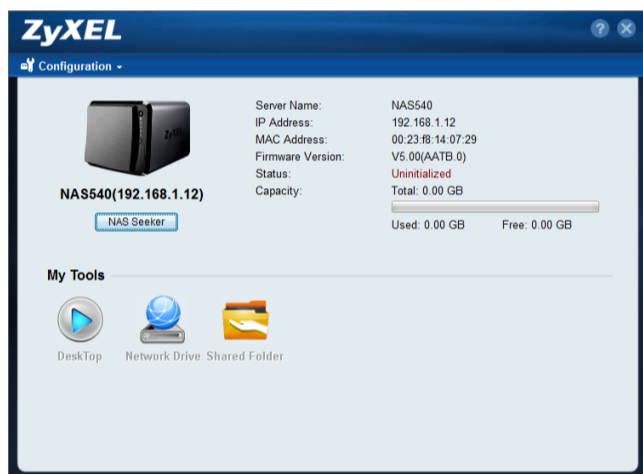 ZyXEL
Configuration
ZyXEL
NAS540(192.168.1.12)
NAS Seeker
Server Name: NAS540
IP Address: 192.168.1.12
MAC Address: 00:23:f8:14:07:29
Firmware Version: V5.00(AATB.0)
Status: Uninitialized
Capacity: Total: 0.00 GB
Used: 0.00 GB Free: 0.00 GB
My Tools
DeskTop Network Drive Shared Folder